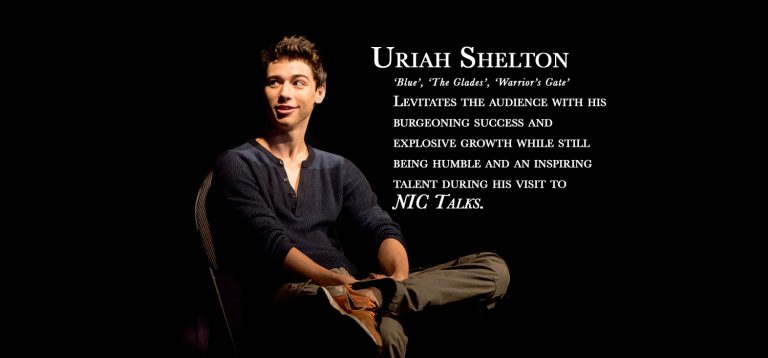 Uriah Shelton
‘Blue’, ‘The Glades’, ‘Warrior’s Gate’
Levitates the audience with his
burgeoning success and
explosive growth while still
being humble and an inspiring
talent during his visit to
NIC Talks.